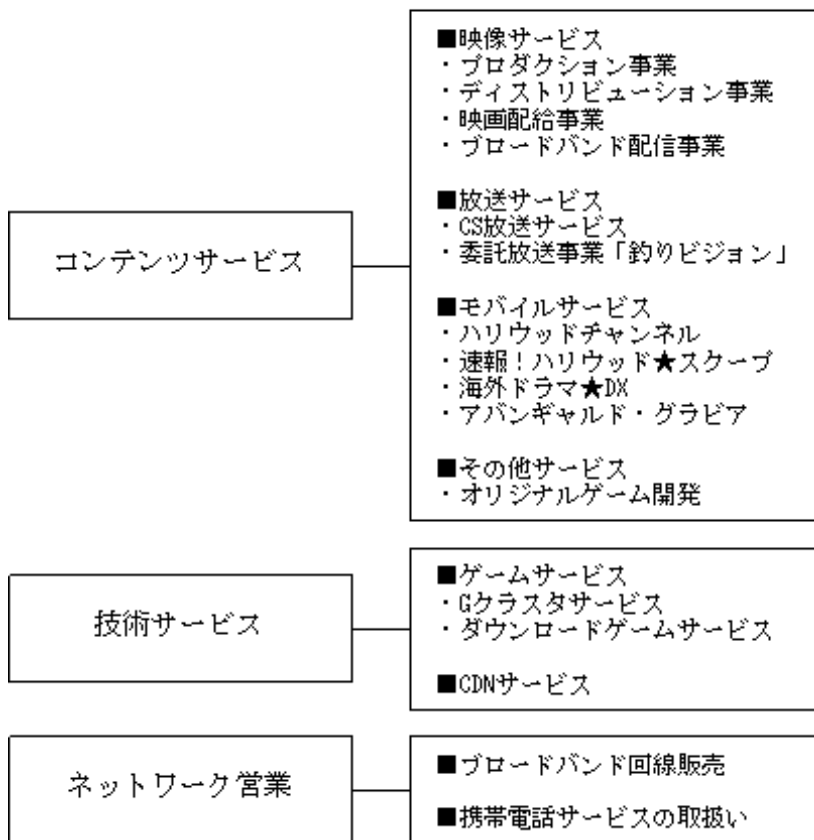 コンテンツサービス
■映像サービス
・プロダクション事業
・ディストリビューション事業
・映画配給事業
・ブロードバンド配信事業
■放送サービス
・CS放送サービス
・委託放送事業「釣りビジョン」
■モバイルサービス
・ハリウッドチャンネル
・速報！ハリウッド★スクープ
・海外ドラマ★DX
・アバンギャルド・グラビア
■その他サービス
・オリジナルゲーム開発
技術サービス
■ゲームサービス
・Gクラスタサービス
・ダウンロードゲームサービス
■CDNサービス
ネットワーク営業
■ブロードバンド回線販売
■携帯電話サービスの取扱い